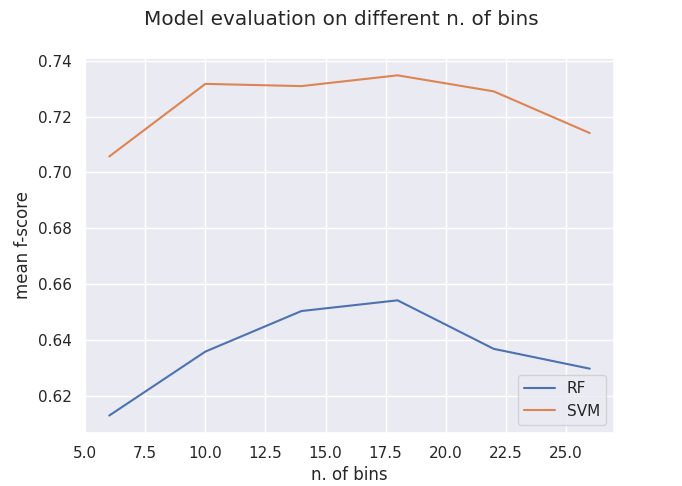 Model evaluation on different n. of bins
0.74
0.72
0.70
0.68
0.66
0.64
0.62
mean f-score
RF
SVM
5.0 7.5 10.0 12.5 15.0 17.5 20.0 22.5 25.0
n. of bins